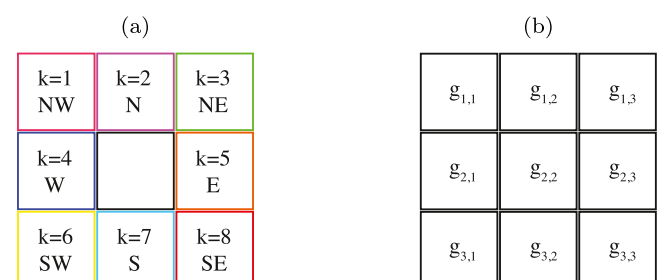 (a) (b)
k=1 k=2 k=3
NW N NE
k=4 k=5
W E
k=6 k=7 k=8
SW S SE
g1,1 g1,2 g1,3
g2,1 g2,2 g2,3
g3,1 g3,2 g3,3